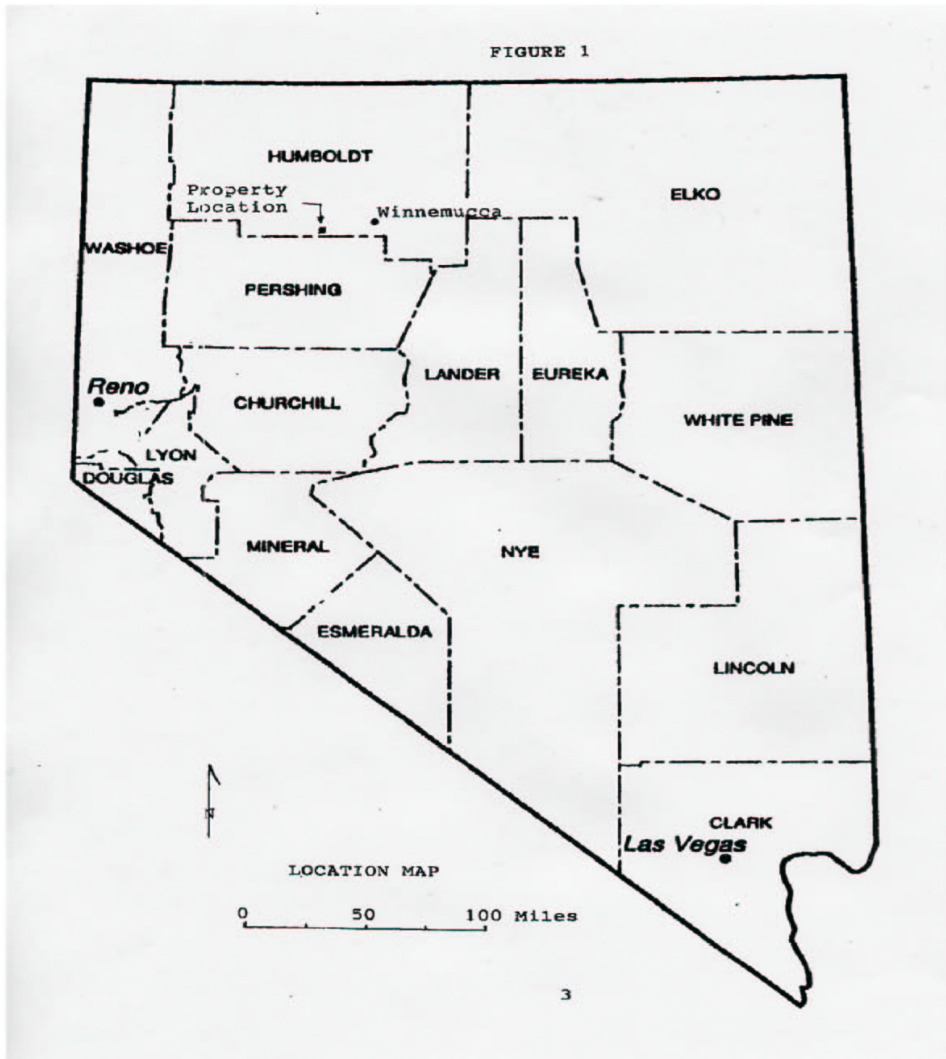 FIGURE 1
HUMBOLDT
Property
Location
Winnemucca
ELKO
WASHOE
PERSHING
LANDER
EUREKA
Reno
CHURCHILL
WHITE PINE
LYON
DOUGLAS
MINERAL
NYE
ESMERALDA
LINCOLN
N
CLARK
Las Vegas
LOCATION MAP
0 50 100 Miles
3